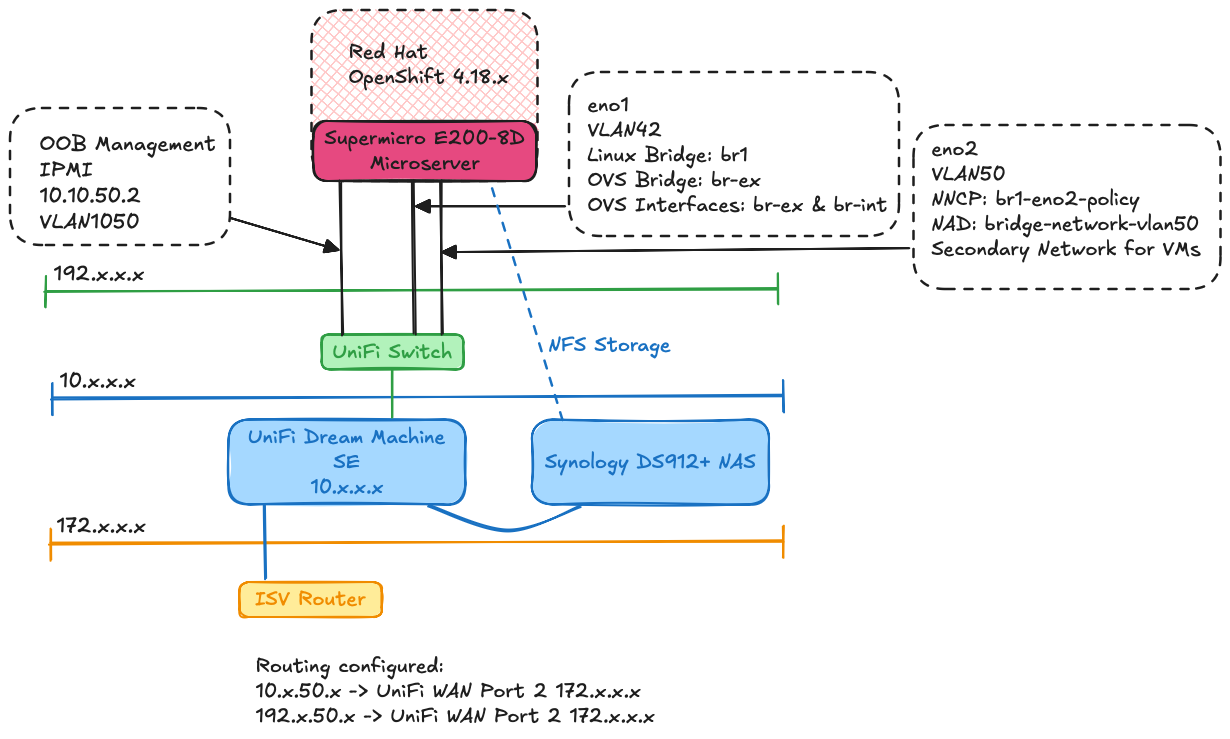 Red Hat
OpenShift 4.18.x
Supermicro E200-8D
Microserver
OOB Management
IPMI
10.10.50.2
VLAN1050
eno1
VLAN42
Linux Bridge: br1
OVS Bridge: br-ex
OVS Interfaces: br-ex & br-int
eno2
VLAN50
NNCP: br1-eno2-policy
NAD: bridge-network-vlan50
Secondary Network for VMs
192.x.x.x
UniFi Switch
NFS Storage
10.x.x.x
UniFi Dream Machine
SE
10.x.x.x
Synology DS912+ NAS
172.x.x.x
ISV Router
Routing configured:
10.x.50.x -> UniFi WAN Port 2 172.x.x.x
192.x.50.x -> UniFi WAN Port 2 172.x.x.x